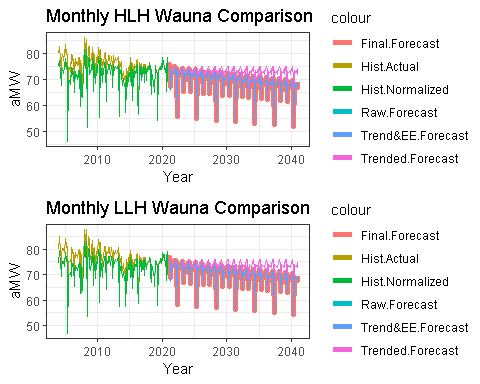 Monthly HLH Wauna Comparison
aMW
80
70
60
50
2010
2020
2030
2040
Year
colour
Final.Forecast
Hist.Actual
Hist.Normalized
Raw.Forecast
Trend&EE.Forecast
Trended.Forecast
Monthly LLH Wauna Comparison
aMW
80
70
60
50
2010
2020
2030
2040
Year
colour
Final.Forecast
Hist.Actual
Hist.Normalized
Raw.Forecast
Trend&EE.Forecast
Trended.Forecast